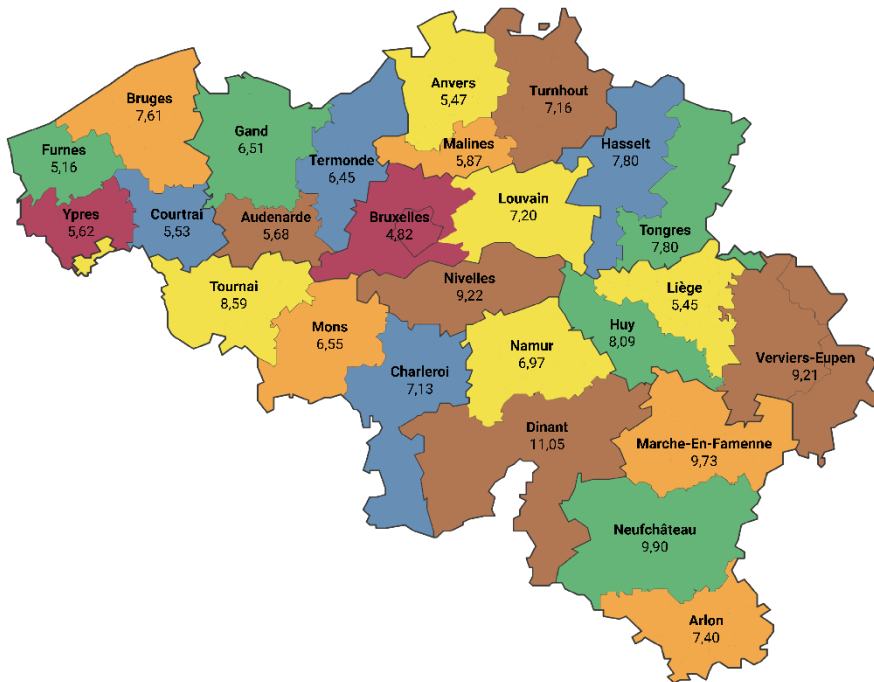 Anvers
5,47
Turnhout
7,16
Bruges
7,61
Gand
6,51
Malines
5,87
Hasselt
7,80
Furnes
5,16
Termonde
6,45
Louvain
7,20
Ypres
5,62
Courtrai
5,53
Audenarde
5,68
Bruxelles
4,82
Tongres
7,80
Tournai
8,59
Nivelles
9,22
Liège
5,45
Mons
6,55
Huy
8,09
Namur
6,97
Charleroi
7,13
Verviers-Eupen
9,21
Dinant
11,05
Marche-En-Famenne
9,73
Neufchâteau
9,90
Arlon
7,40